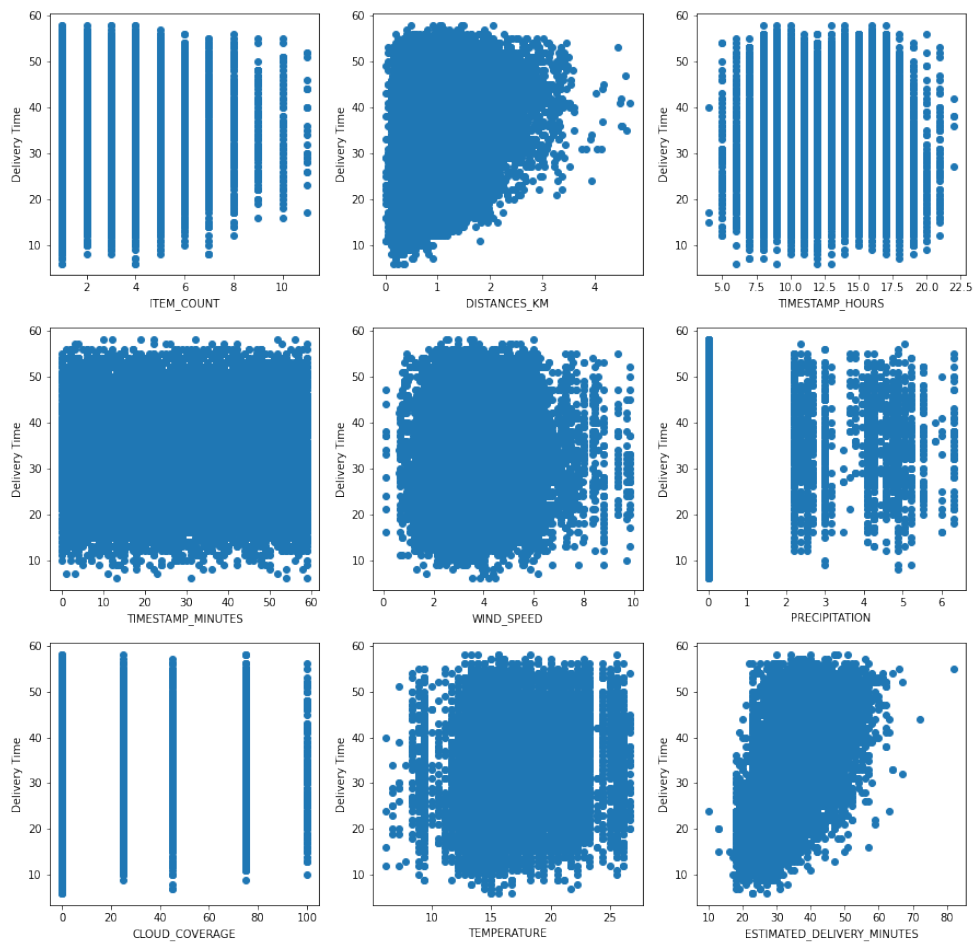 60
50
40
30
20
10
Delivery Time
2 4 6 8 10
ITEM_COUNT
60
50
40
30
20
10
Delivery Time
0 1 2 3 4
DISTANCES_KM
60
50
40
30
20
10
Delivery Time
5.0 7.5 10.0 12.5 15.0 17.5 20.0 22.5
TIMESTAMP_HOURS
60
50
40
30
20
10
Delivery Time
0 10 20 30 40 50 60
TIMESTAMP_MINUTES
60
50
40
30
20
10
Delivery Time
0 2 4 6 8 10
WIND_SPEED
60
50
40
30
20
10
Delivery Time
0 1 2 3 4 5 6
PRECIPITATION
60
50
40
30
20
10
Delivery Time
0 20 40 60 80 100
CLOUD_COVERAGE
60
50
40
30
20
10
Delivery Time
10 15 20 25
TEMPERATURE
60
50
40
30
20
10
Delivery Time
10 20 30 40 50 60 70 80
ESTIMATED_DELIVERY_MINUTES